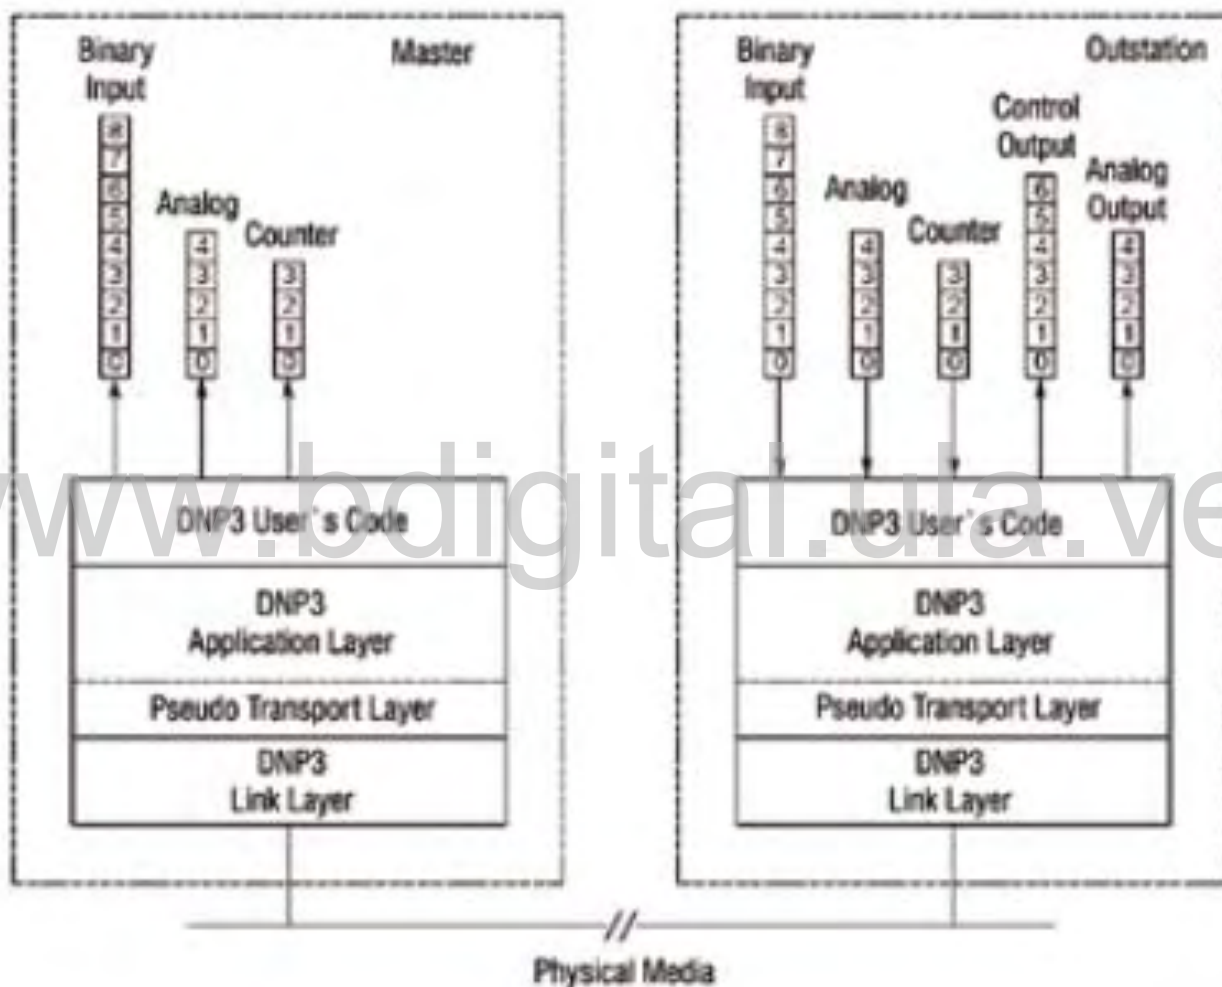 Binary
Input
8
7
6
5
4
3
2
1
0
Analog
4
3
2
1
0
Counter
3
2
1
0
Master
Binary
Input
8
7
6
5
4
3
2
1
0
Analog
4
3
2
1
0
Counter
3
2
1
0
Control
Output
6
5
4
3
2
1
0
Analog
Output
4
3
2
1
0
Outstation
DNP3 User`s Code
DNP3
Application Layer
Pseudo Transport Layer
DNP3
Link Layer
DNP3 User`s Code
DNP3
Application Layer
Pseudo Transport Layer
DNP3
Link Layer
//
Physical Media
www.bdigital.ula.ve